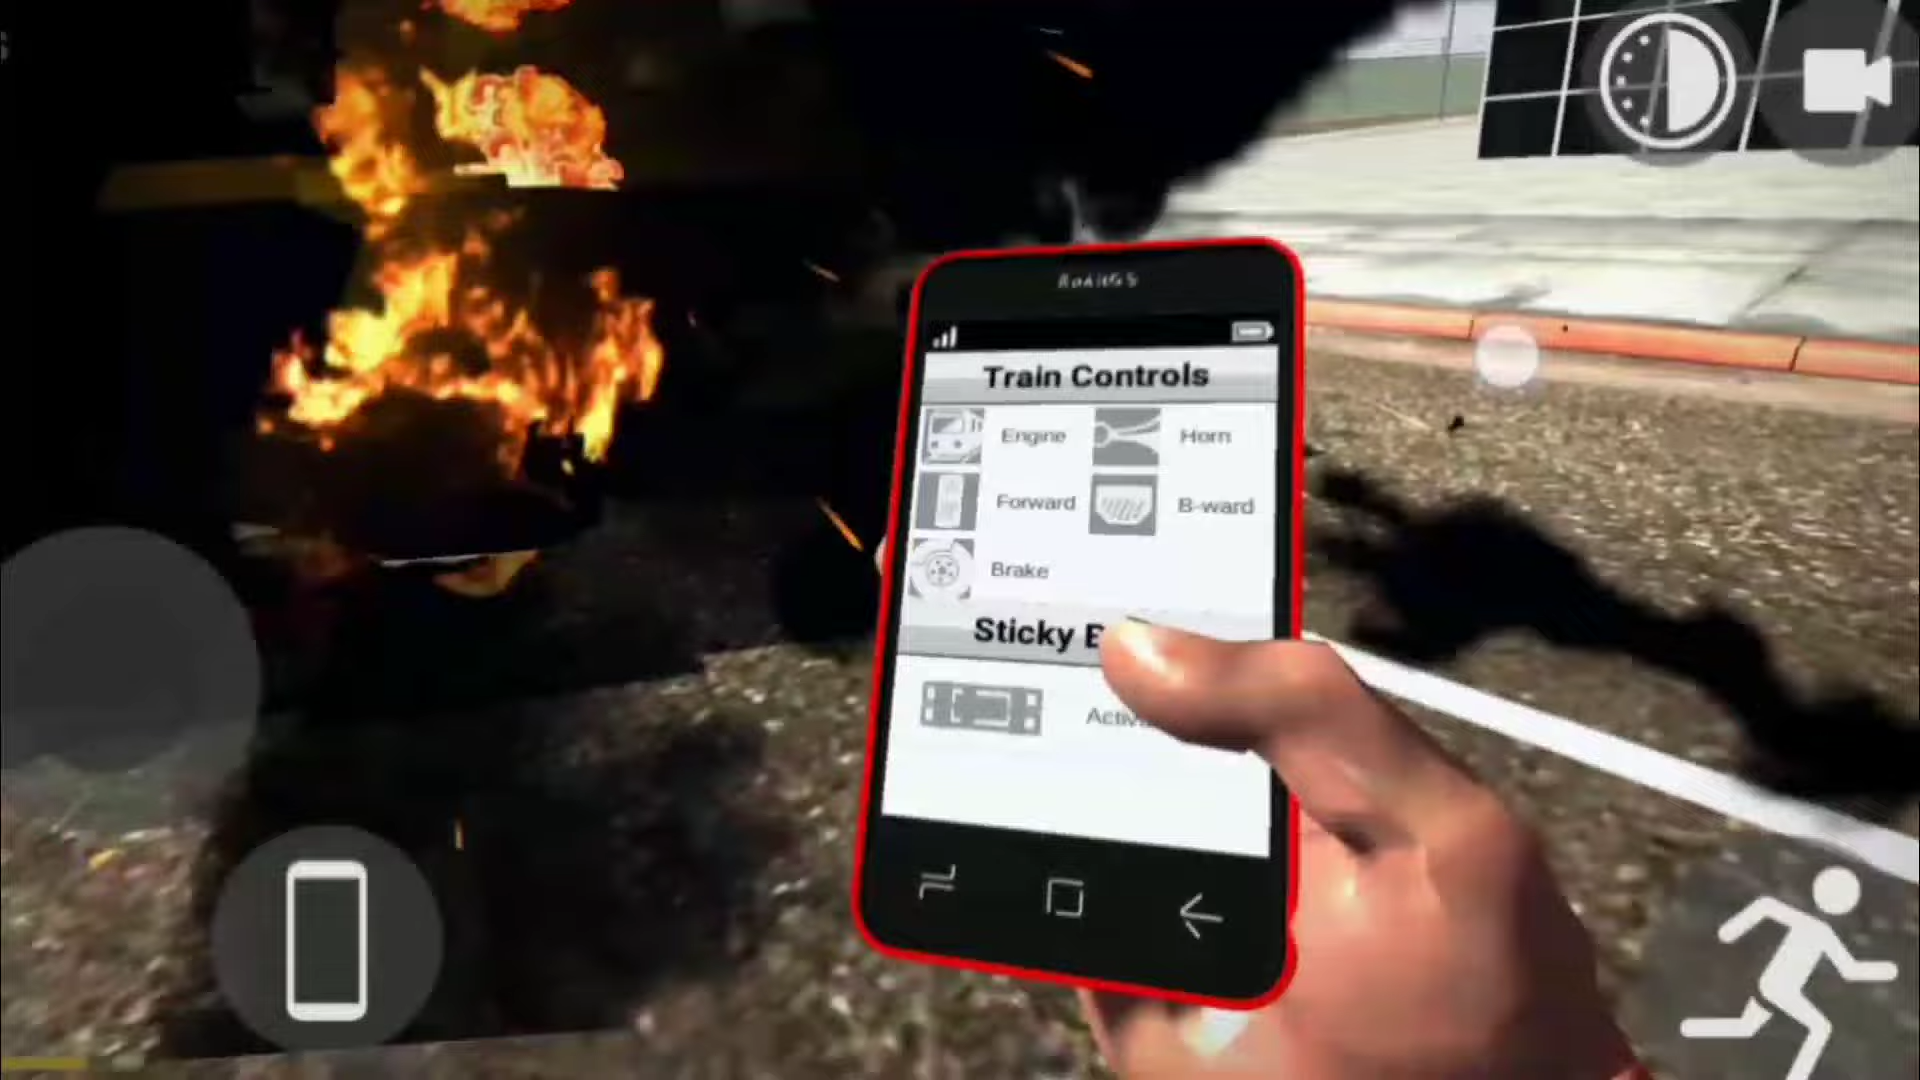 Train Controls
Engine
Horn
Forward
B-ward
Brake
Sticky